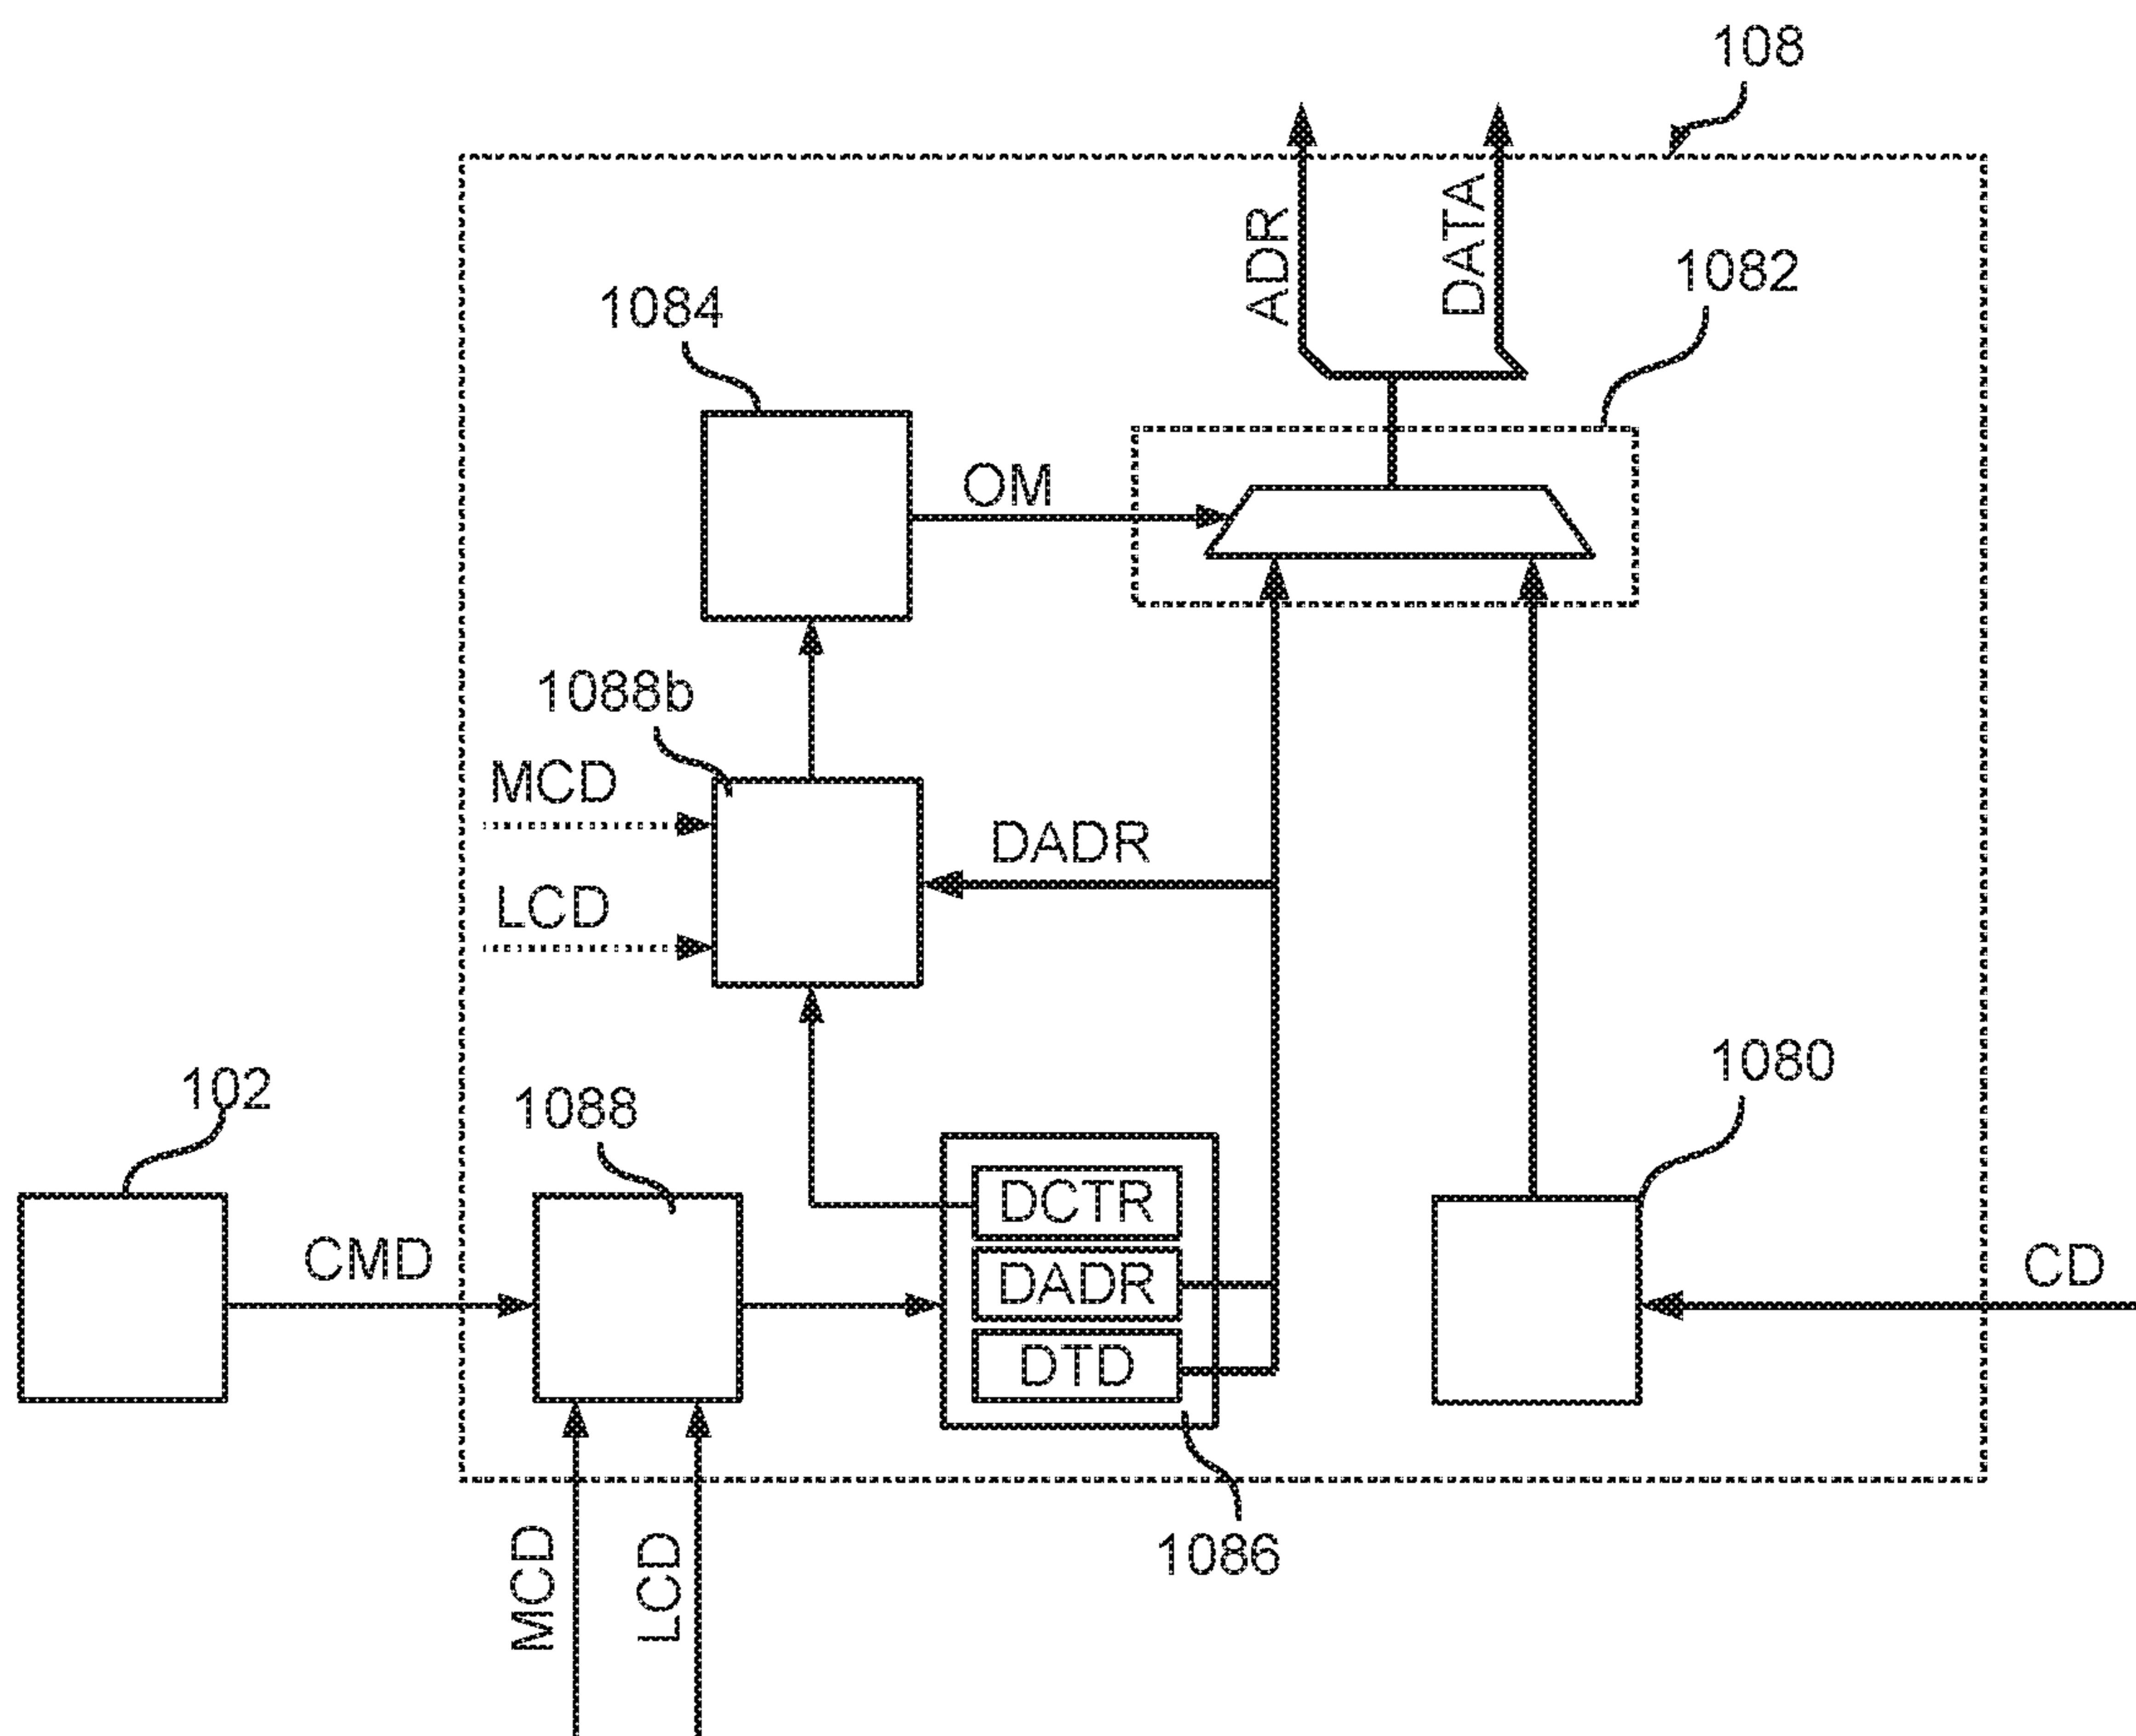 108
ADR
DATA
1082
1084
OM
1088b
MCD
DADR
LCD
102
1088
1080
DCTR
CMD
DADR
CD
DTD
1086
MCD
LCD